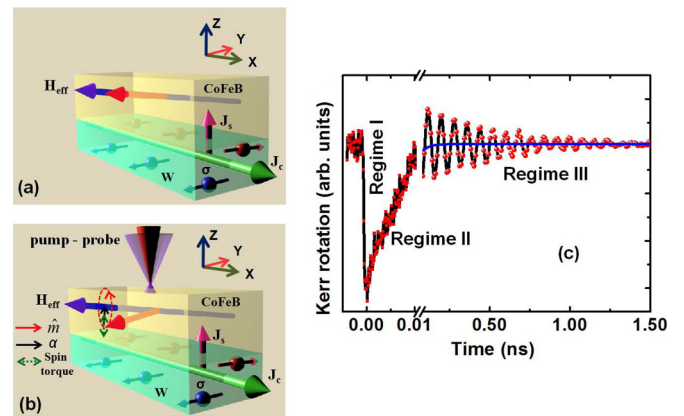 Z
Y
X
H_eff
CoFeB
J_s
J_c
W
σ
(a)
pump - probe
Z
Y
X
H_eff
CoFeB
m̂
α
Spin
torque
J_s
J_c
W
σ
(b)
Kerr rotation (arb. units)
Regime I
Regime II
Regime III
(c)
0.00 0.01 0.50 1.00 1.50
Time (ns)